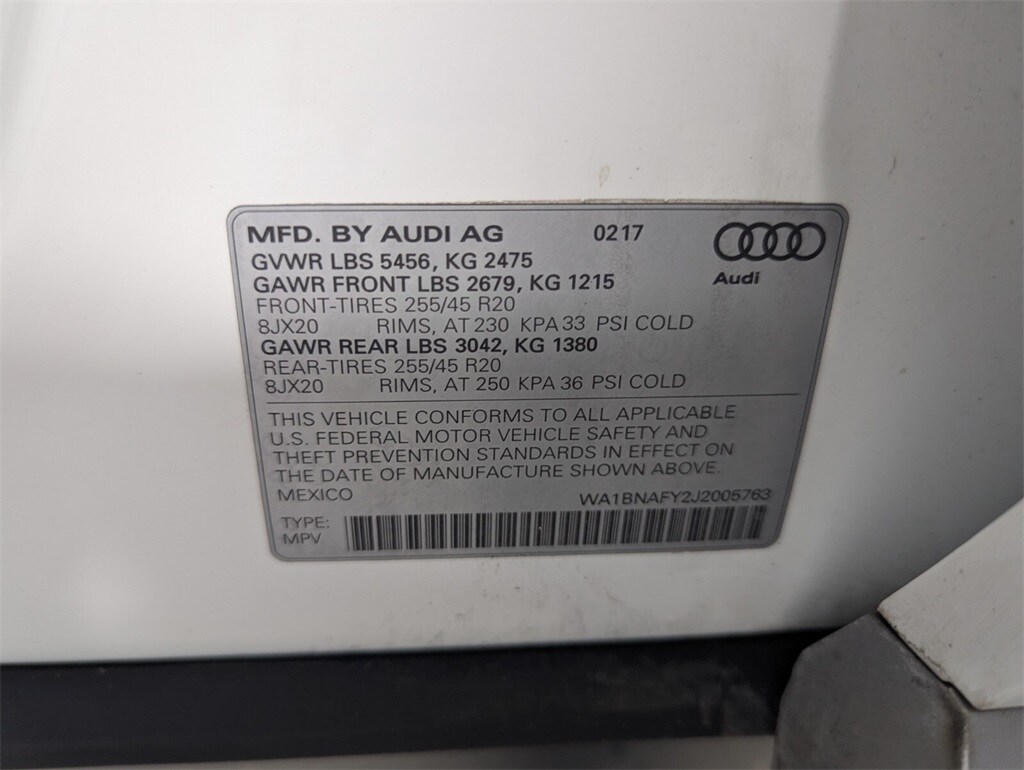 MFD. BY AUDI AG 0217
GVWR LBS 5456, KG 2475
GAWR FRONT LBS 2679, KG 1215
Audi
FRONT-TIRES 255/45 R20
8JX20 RIMS, AT 230 KPA 33 PSI COLD
GAWR REAR LBS 3042, KG 1380
REAR-TIRES 255/45 R20
8JX20 RIMS, AT 250 KPA 36 PSI COLD
THIS VEHICLE CONFORMS TO ALL APPLICABLE
U.S. FEDERAL MOTOR VEHICLE SAFETY AND
THEFT PREVENTION STANDARDS IN EFFECT ON
THE DATE OF MANUFACTURE SHOWN ABOVE.
MEXICO WA1BNAFY2J2005763
TYPE:
MPV